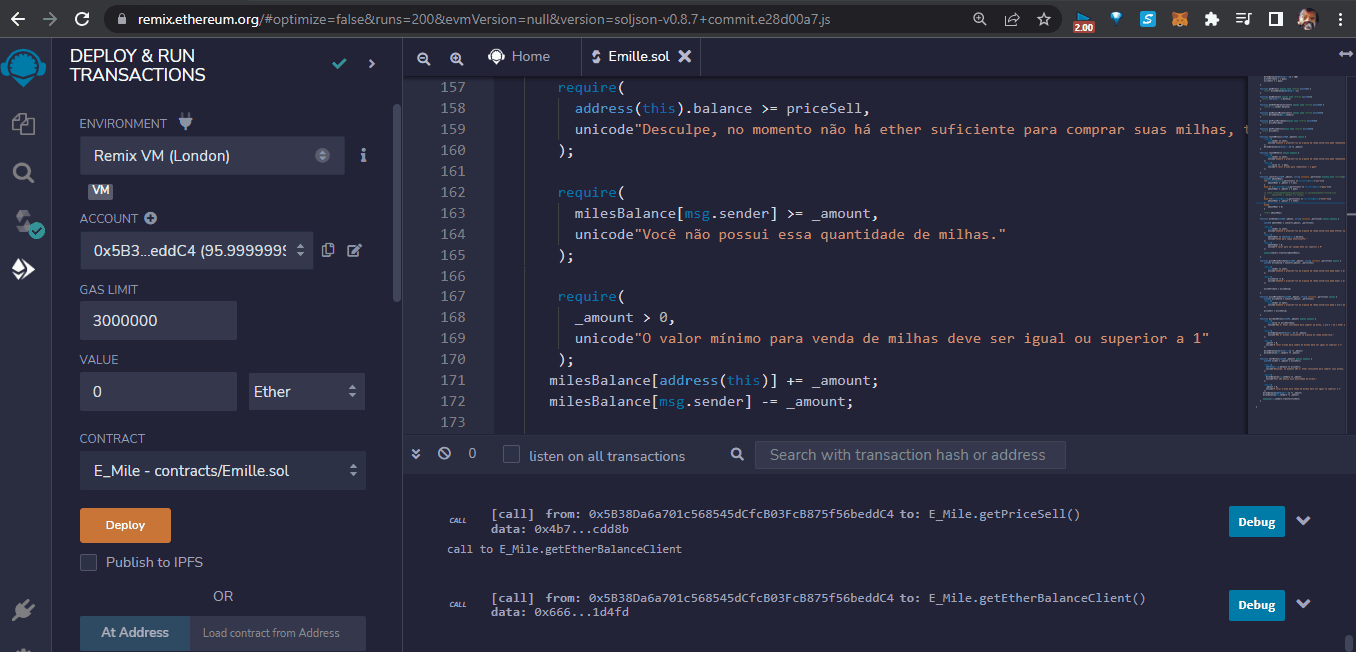 remix.ethereum.org/#optimize=false&runs=200&evmVersion=null&version=soljson-v0.8.7+commit.e28d00a7.js
2.00
DEPLOY & RUN
TRANSACTIONS
ENVIRONMENT
Remix VM (London)
VM
ACCOUNT
0x5B3...eddC4 (95.9999999
GAS LIMIT
3000000
VALUE
0
Ether
CONTRACT
E_Mile - contracts/Emille.sol
Deploy
Publish to IPFS
OR
At Address
Load contract from Address
Home
Emille.sol
157 require(
158 address(this).balance >= priceSell,
159 unicode"Desculpe, no momento não há ether suficiente para comprar suas milhas,
160 );
161
162 require(
163 milesBalance[msg.sender] >= _amount,
164 unicode"Você não possui essa quantidade de milhas."
165 );
166
167 require(
168 _amount > 0,
169 unicode"O valor mínimo para venda de milhas deve ser igual ou superior a 1"
170 );
171 milesBalance[address(this)] += _amount;
172 milesBalance[msg.sender] -= _amount;
173
0
listen on all transactions
Search with transaction hash or address
CALL [call] from: 0x5B38Da6a701c568545dCfcB03FcB875f56beddC4 to: E_Mile.getPriceSell()
data: 0x4b7...cdd8b
Debug
call to E_Mile.getEtherBalanceClient
CALL [call] from: 0x5B38Da6a701c568545dCfcB03FcB875f56beddC4 to: E_Mile.getEtherBalanceClient()
data: 0x666...1d4fd
Debug